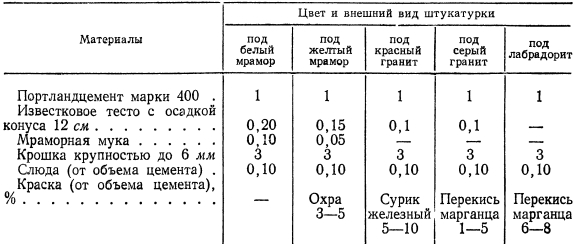 Материалы
Цвет и внешний вид штукатурки
под белый мрамор
под желтый мрамор
под красный гранит
под серый гранит
под лабрадорит
Портландцемент марки 400 . 1 1 1 1 1
Известковое тесто с осадкой
конуса 12 см . . . . . . . . . 0,20 0,15 0,1 0,1 —
Мраморная мука . . . . . . . 0,10 0,05 — — —
Крошка крупностью до 6 мм 3 3 3 3 3
Слюда (от объема цемента) . 0,10 0,10 0,10 0,10 0,10
Краска (от объема цемента),
% . . . . . . . . . . . . . . — Охра Сурик Перекись Перекись
железный марганца марганца
3—5 5—10 1—5 6—8